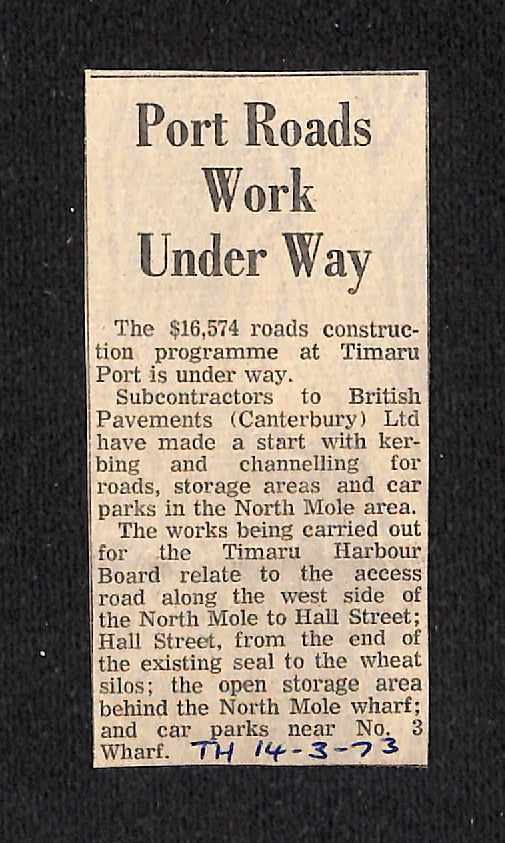 Port Roads
Work
Under Way
The $16,574 roads construc-
tion programme at Timaru
Port is under way.
Subcontractors to British
Pavements (Canterbury) Ltd
have made a start with ker-
bing and channelling for
roads, storage areas and car
parks in the North Mole area.
The works being carried out
for the Timaru Harbour
Board relate to the access
road along the west side of
the North Mole to Hall Street;
Hall Street, from the end of
the existing seal to the wheat
silos; the open storage area
behind the North Mole wharf;
and car parks near No. 3
Wharf. TH 14-3-73